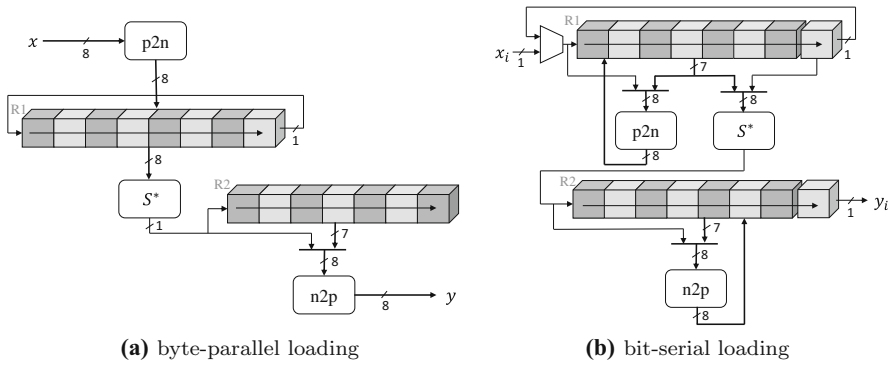 x
8
p2n
8
R1
1
8
S*
1
R2
7
8
n2p
8
y
(a) byte-parallel loading
R1
x_i
1
1
7
8
8
p2n
S*
8
R2
1
y_i
7
8
n2p
8
(b) bit-serial loading